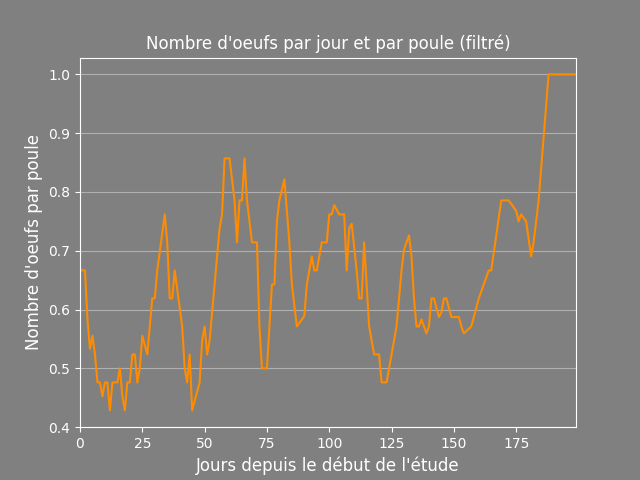 Nombre d'oeufs par jour et par poule (filtré)
Nombre d'oeufs par poule
1.0
0.9
0.8
0.7
0.6
0.5
0.4
0 25 50 75 100 125 150 175
Jours depuis le début de l'étude